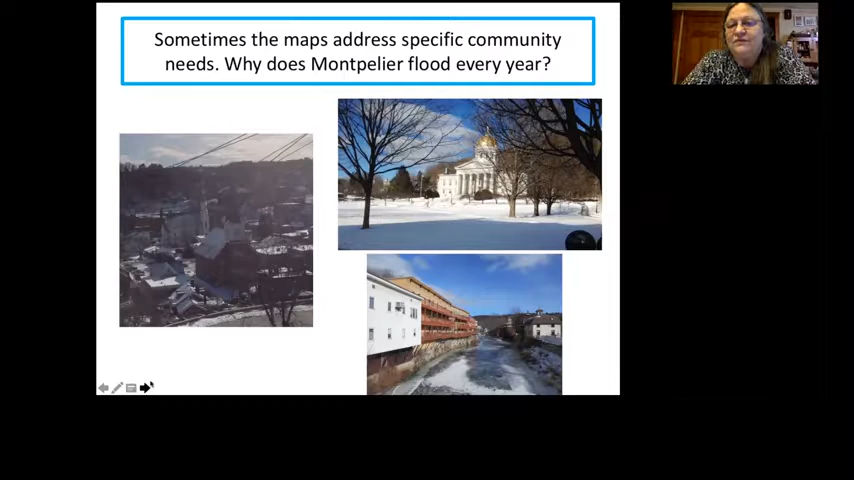 Sometimes the maps address specific community
needs. Why does Montpelier flood every year?